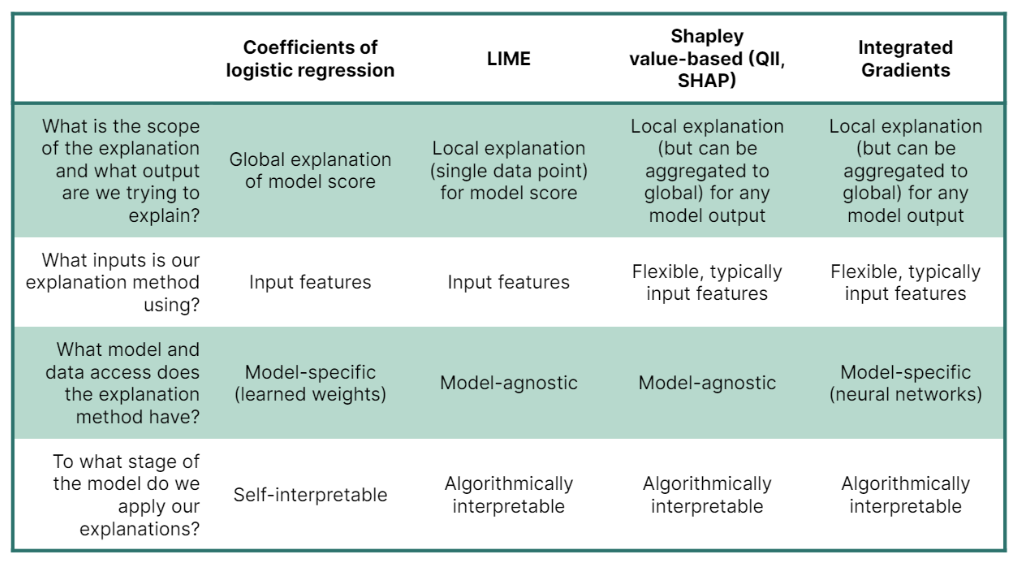 Coefficients of
logistic regression
LIME
Shapley
value-based (QII,
SHAP)
Integrated
Gradients
What is the scope
of the explanation
and what output
are we trying to
explain?
Global explanation
of model score
Local explanation
(single data point)
for model score
Local explanation
(but can be
aggregated to
global) for any
model output
Local explanation
(but can be
aggregated to
global) for any
model output
What inputs is our
explanation method
using?
Input features
Input features
Flexible, typically
input features
Flexible, typically
input features
What model and
data access does
the explanation
method have?
Model-specific
(learned weights)
Model-agnostic
Model-agnostic
Model-specific
(neural networks)
To what stage of
the model do we
apply our
explanations?
Self-interpretable
Algorithmically
interpretable
Algorithmically
interpretable
Algorithmically
interpretable